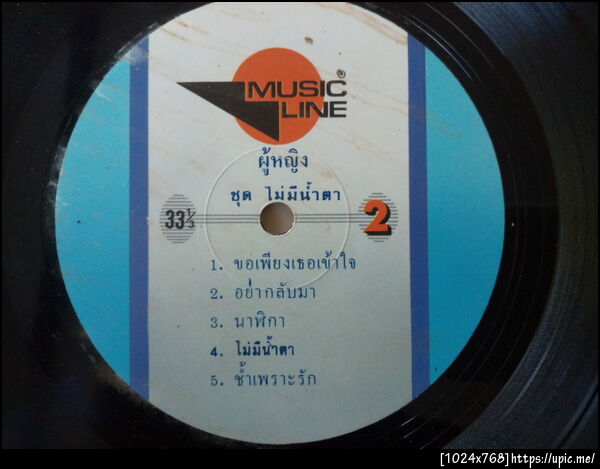 MUSIC®
LINE
ผู้หญิง
ชุด ไม่มีน้ำตา
33⅓ 2
1. ขอเพียงเธอเข้าใจ
2. อย่ากลับมา
3. นาฬิกา
4. ไม่มีน้ำตา
5. ช้ำเพราะรัก
[1024x768]https://upic.me/